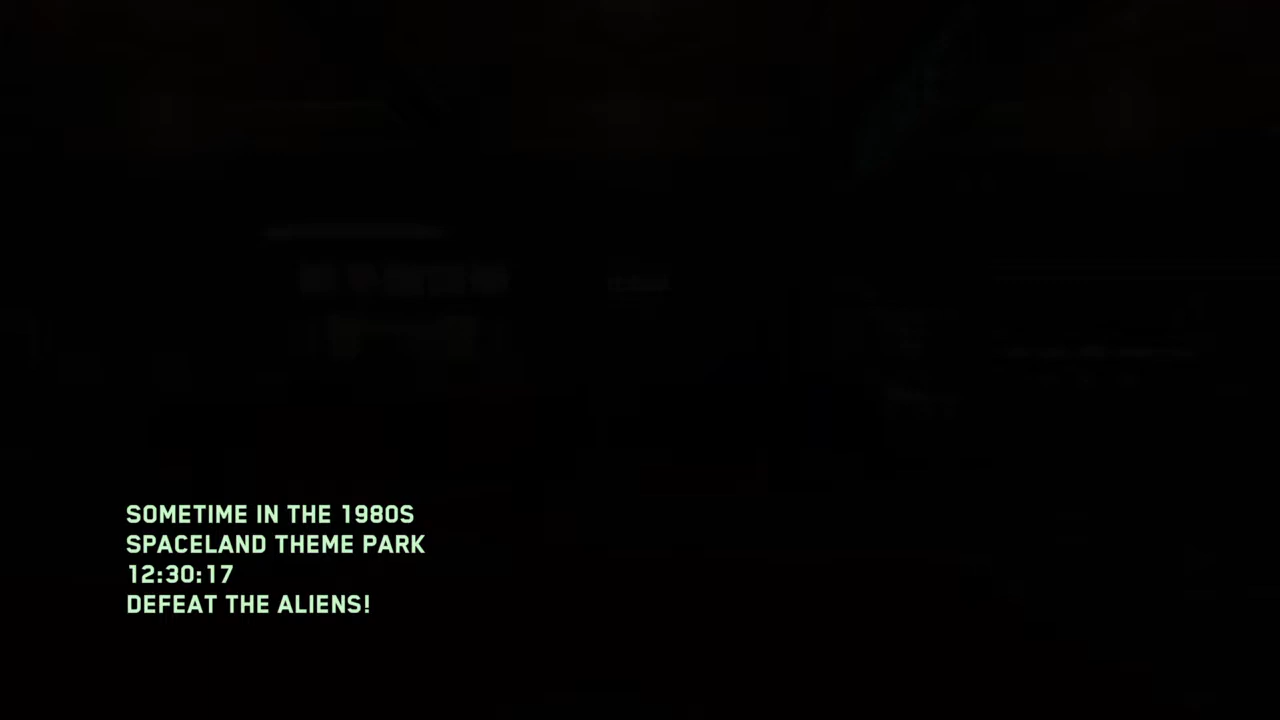 SOMETIME IN THE 1980S
SPACELAND THEME PARK
12:30:17
DEFEAT THE ALIENS!